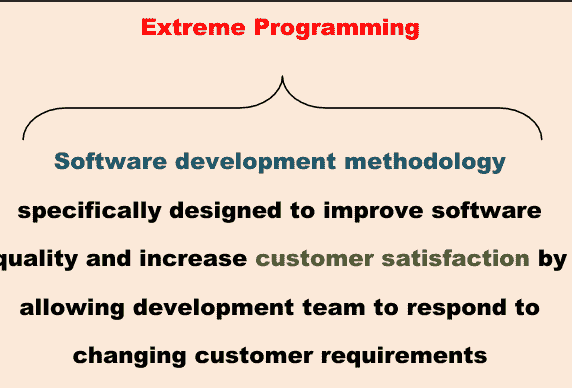 Extreme Programming
Software development methodology
specifically designed to improve software
quality and increase customer satisfaction by
allowing development team to respond to
changing customer requirements